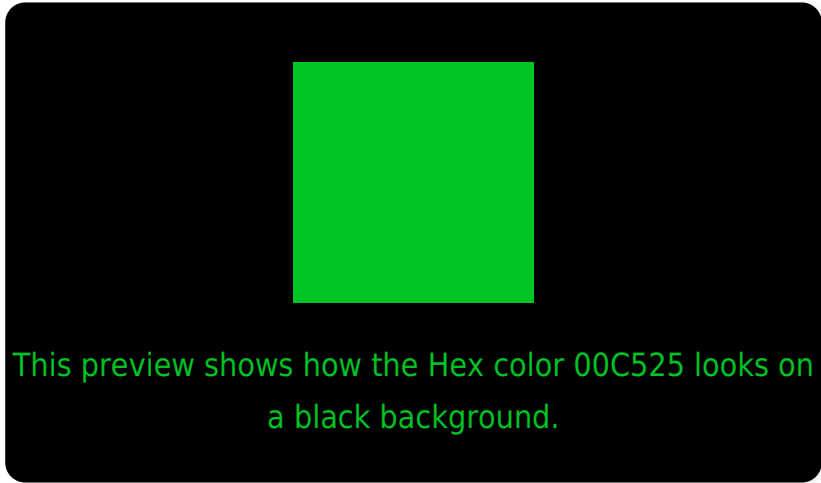 This preview shows how the Hex color 00C525 looks on
a black background.